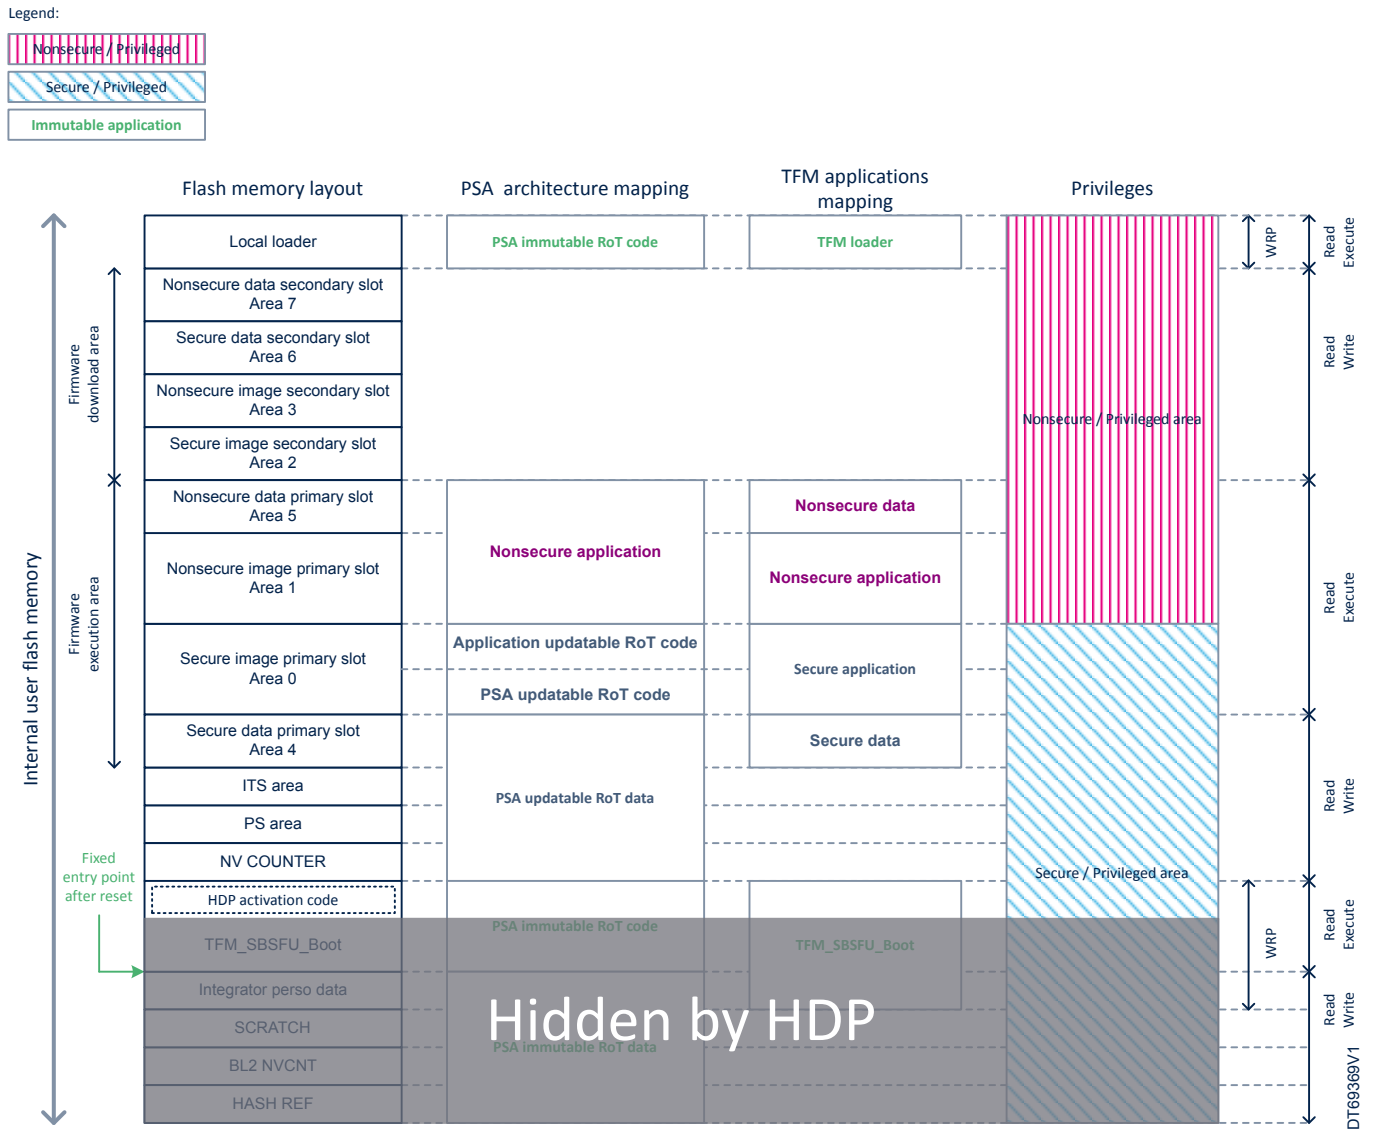 Legend:
Nonsecure / Privileged
Secure / Privileged
Immutable application
Flash memory layout
PSA architecture mapping
TFM applications
mapping
Privileges
Internal user flash memory
Firmware
download area
Firmware
execution area
Fixed
entry point
after reset
Local loader
Nonsecure data secondary slot
Area 7
Secure data secondary slot
Area 6
Nonsecure image secondary slot
Area 3
Secure image secondary slot
Area 2
Nonsecure data primary slot
Area 5
Nonsecure image primary slot
Area 1
Secure image primary slot
Area 0
Secure data primary slot
Area 4
ITS area
PS area
NV COUNTER
HDP activation code
TFM_SBSFU_Boot
Integrator perso data
SCRATCH
BL2 NVCNT
HASH REF
PSA immutable RoT code
Nonsecure application
Application updatable RoT code
PSA updatable RoT code
PSA updatable RoT data
PSA immutable RoT code
PSA immutable RoT data
TFM loader
Nonsecure data
Nonsecure application
Secure application
Secure data
TFM_SBSFU_Boot
Hidden by HDP
Nonsecure / Privileged area
Secure / Privileged area
WRP
WRP
Read
Execute
Read
Write
Read
Execute
Read
Write
Read
Execute
Read
Write
DT69369V1